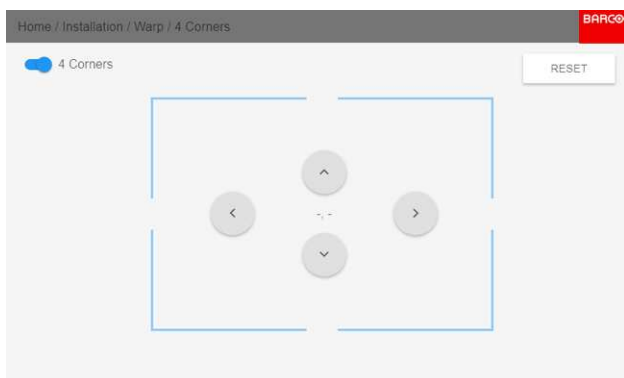 Home / Installation / Warp / 4 Corners
BARCO
4 Corners
RESET
-, -